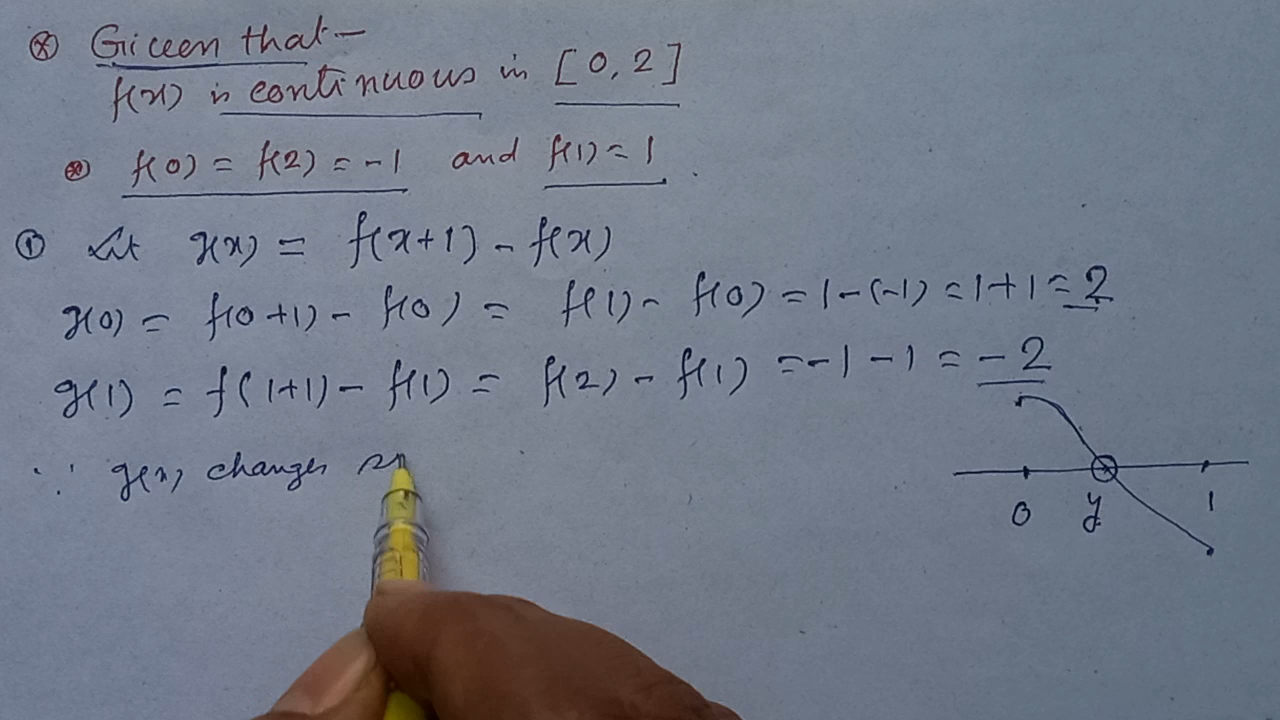 ⊗ Given that—
f(x) is continuous in [0, 2]
⊗ f(0) = f(2) = -1 and f(1) = 1.
① Let g(x) = f(x+1) - f(x)
g(0) = f(0+1) - f(0) = f(1) - f(0) = 1-(-1) = 1+1 = 2
g(1) = f(1+1) - f(1) = f(2) - f(1) = -1 -1 = -2
∵ g(x) changes
0 y 1